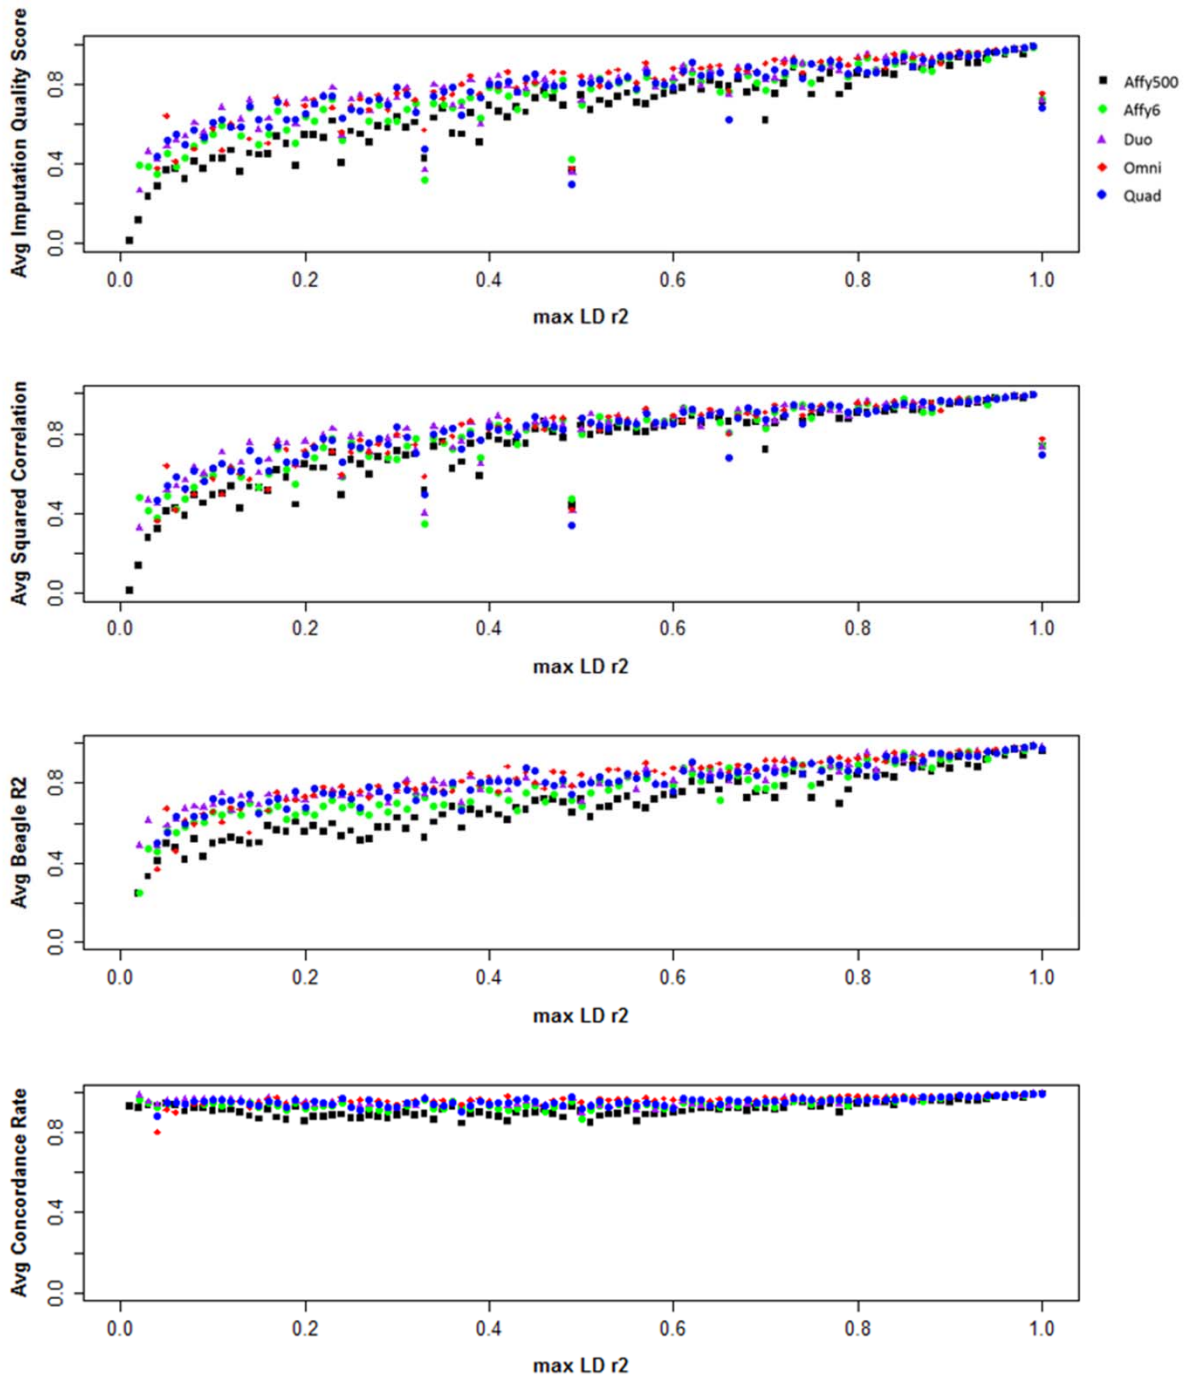 Avg Imputation Quality Score
0.8
0.4
0.0
0.0 0.2 0.4 0.6 0.8 1.0
max LD r2
Affy500
Affy6
Duo
Omni
Quad
Avg Squared Correlation
0.8
0.4
0.0
0.0 0.2 0.4 0.6 0.8 1.0
max LD r2
Avg Beagle R2
0.8
0.4
0.0
0.0 0.2 0.4 0.6 0.8 1.0
max LD r2
Avg Concordance Rate
0.8
0.4
0.0
0.0 0.2 0.4 0.6 0.8 1.0
max LD r2